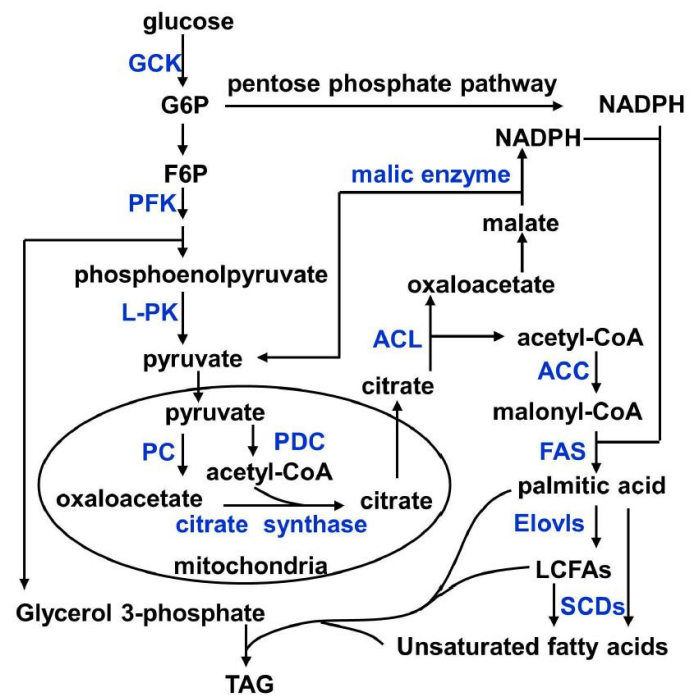 glucose
GCK
pentose phosphate pathway
G6P
NADPH
NADPH
F6P
malic enzyme
PFK
malate
phosphoenolpyruvate
oxaloacetate
L-PK
ACL
acetyl-CoA
pyruvate
ACC
citrate
pyruvate
malonyl-CoA
PC
PDC
FAS
acetyl-CoA
palmitic acid
oxaloacetate
citrate
citrate synthase
Elovls
mitochondria
LCFAs
Glycerol 3-phosphate
SCDs
Unsaturated fatty acids
TAG